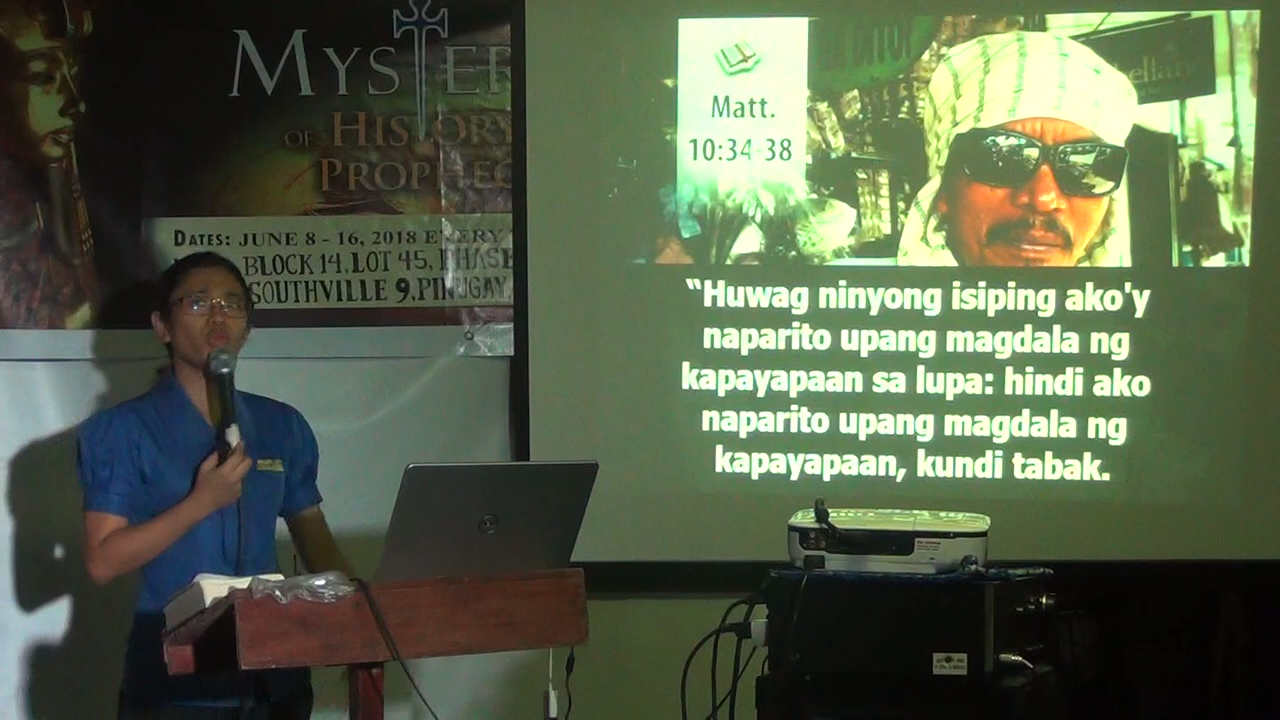 MYSTER
OF HISTORY
PROPHEC
DATES: JUNE 8 - 16, 2018 EVERY
BLOCK 14, LOT 45, PHASE
SOUTHVILLE 9, PINUGAY,
Matt.
10:34-38
“Huwag ninyong isiping ako'y
naparito upang magdala ng
kapayapaan sa lupa: hindi ako
naparito upang magdala ng
kapayapaan, kundi tabak.